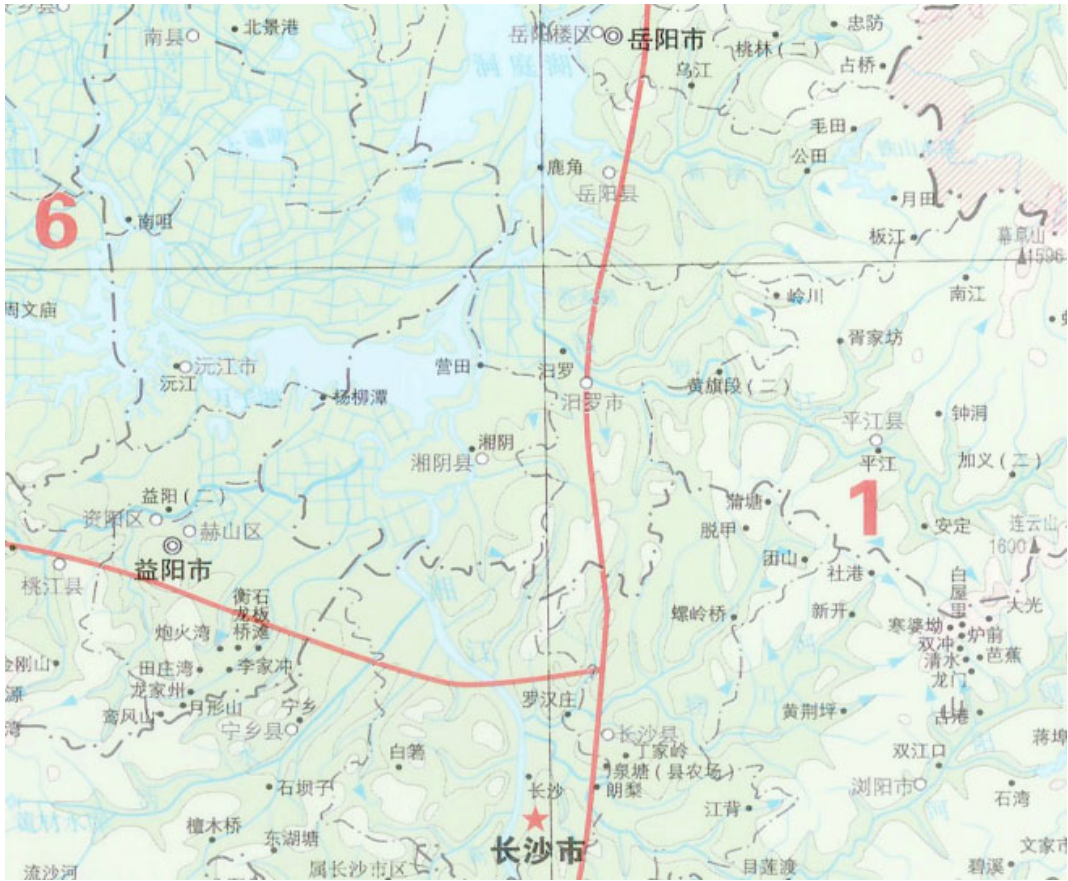 南县
北景港
岳阳楼区
岳阳市
桃林（二）
忠防
占桥
乌江
洞庭湖
毛田
公田
鹿角
岳阳县
月田
6
南咀
板江
幕阜山
1596
周文庙
岭川
南江
胥家坊
沅江市
沅江
营田
汨罗
黄旗段（二）
杨柳潭
汨罗市
平江县
钟洞
湘阴
湘阴县
平江
加义（二）
益阳（二）
资阳区
赫山区
蒲塘
1
脱甲
安定
连云山
1600
益阳市
桃江县
团山
社港
白屋里
大光
衡龙桥
石板滩
螺岭桥
新开
寒婆坳
炉前
炮火湾
双冲
芭蕉
清水
金刚山
田庄湾
李家冲
龙门
源
龙家州
罗汉庄
湾
鸾凤山
月形山
宁乡
宁乡县
黄荆坪
古港
山
长沙县
丁家岭
双江口
蒋埠
白箬
泉塘（县农场）
石坝子
长沙
朗梨
浏阳市
石湾
江背
檀木桥
东湖塘
长沙市
文家市
流沙河
属长沙市区
目莲渡
碧溪